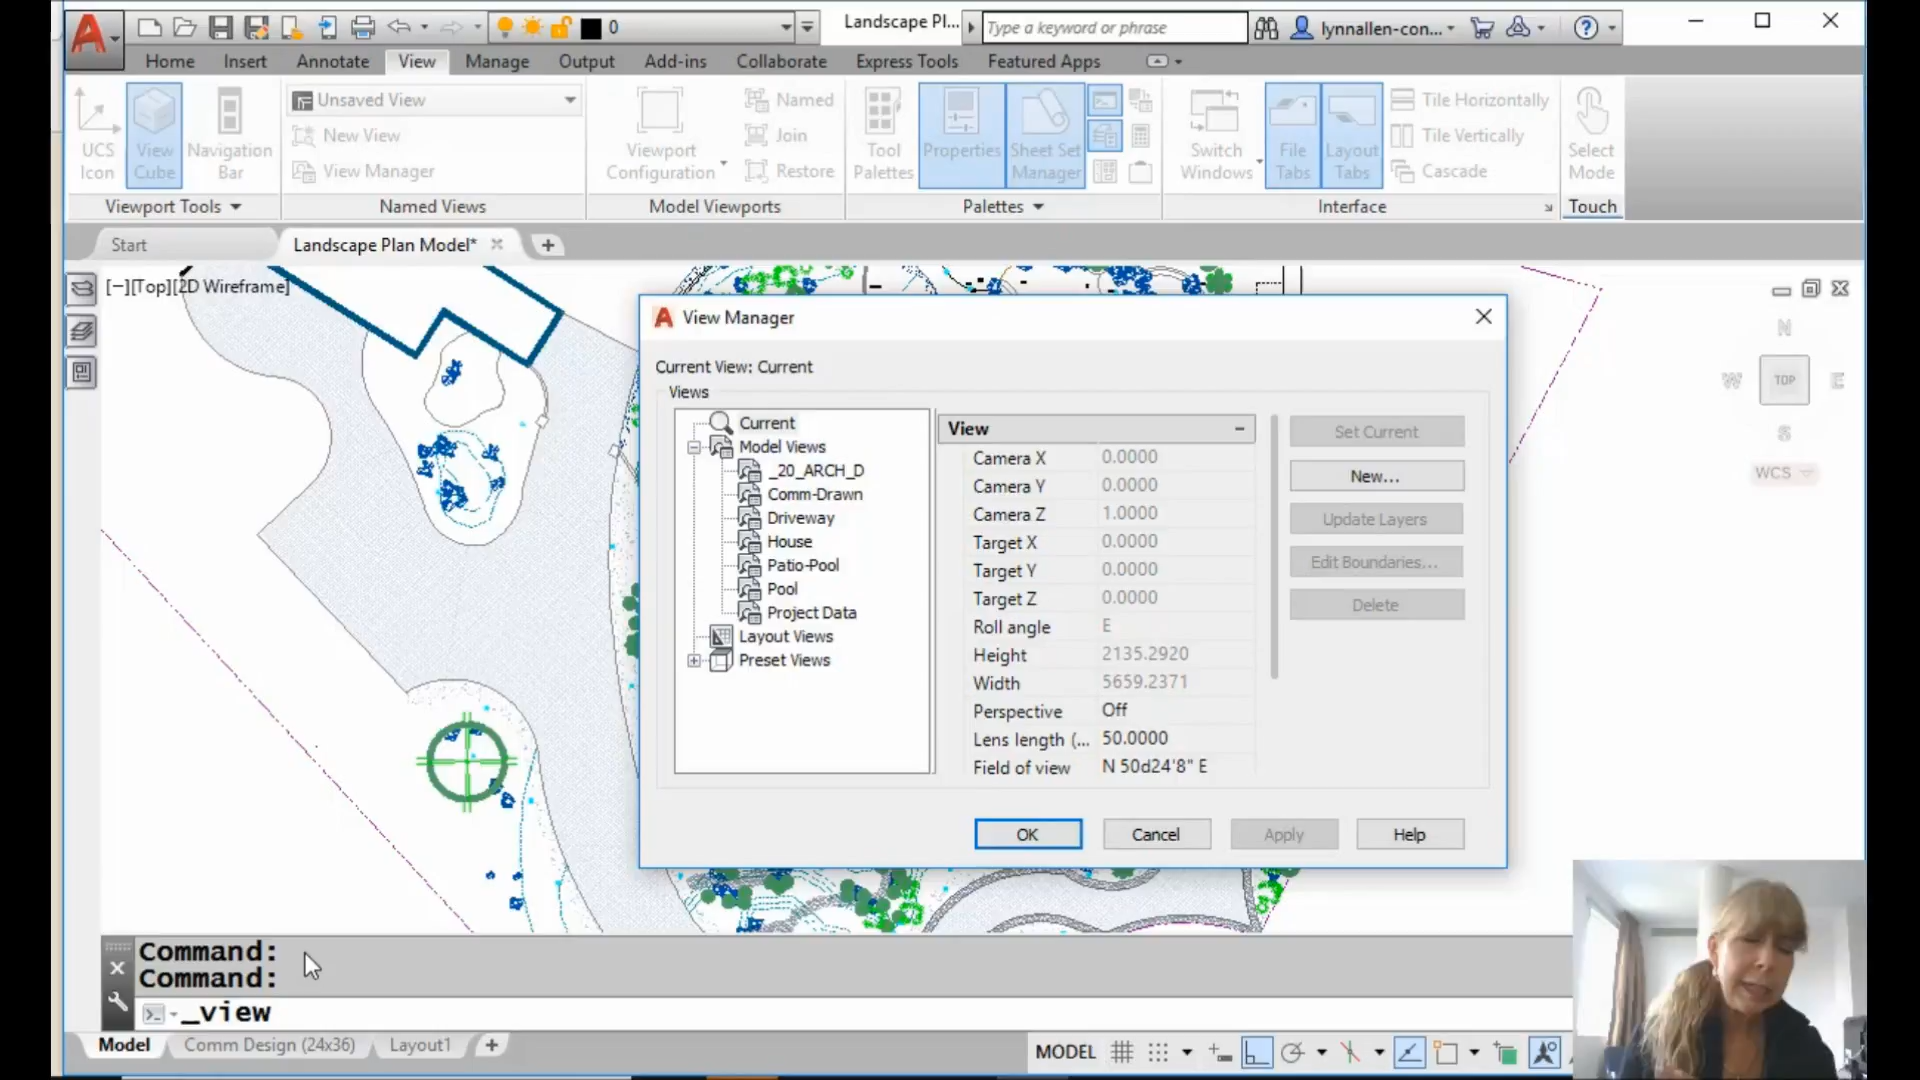 0
Landscape Pl...
Type a keyword or phrase
lynnallen-con...
Home Insert Annotate View Manage Output Add-ins Collaborate Express Tools Featured Apps
UCS Icon
View Cube
Navigation Bar
Viewport Tools
Unsaved View
New View
View Manager
Named Views
Viewport Configuration
Named
Join
Restore
Model Viewports
Tool Palettes
Properties
Sheet Set Manager
Palettes
Switch Windows
File Tabs
Layout Tabs
Tile Horizontally
Tile Vertically
Cascade
Interface
Select Mode
Touch
Start
Landscape Plan Model*
[−][Top][2D Wireframe]
N
W TOP E
S
WCS
View Manager
Current View: Current
Views
Current
Model Views
_20_ARCH_D
Comm-Drawn
Driveway
House
Patio-Pool
Pool
Project Data
Layout Views
Preset Views
View
Camera X 0.0000
Camera Y 0.0000
Camera Z 1.0000
Target X 0.0000
Target Y 0.0000
Target Z 0.0000
Roll angle E
Height 2135.2920
Width 5659.2371
Perspective Off
Lens length (... 50.0000
Field of view N 50d24'8" E
Set Current
New...
Update Layers
Edit Boundaries...
Delete
OK Cancel Apply Help
Command:
Command:
_view
Model Comm Design (24x36) Layout1
MODEL